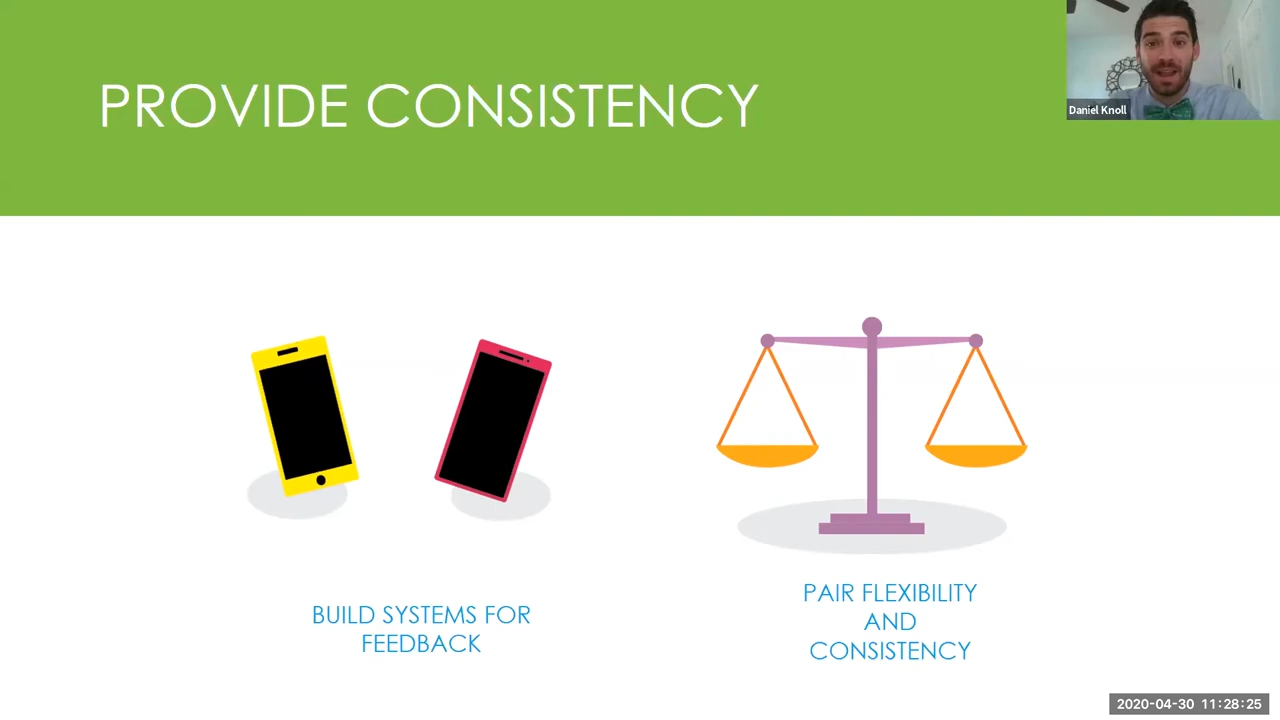 PROVIDE CONSISTENCY
Daniel Knoll
BUILD SYSTEMS FOR
FEEDBACK
PAIR FLEXIBILITY
AND
CONSISTENCY
2020-04-30 11:28:25